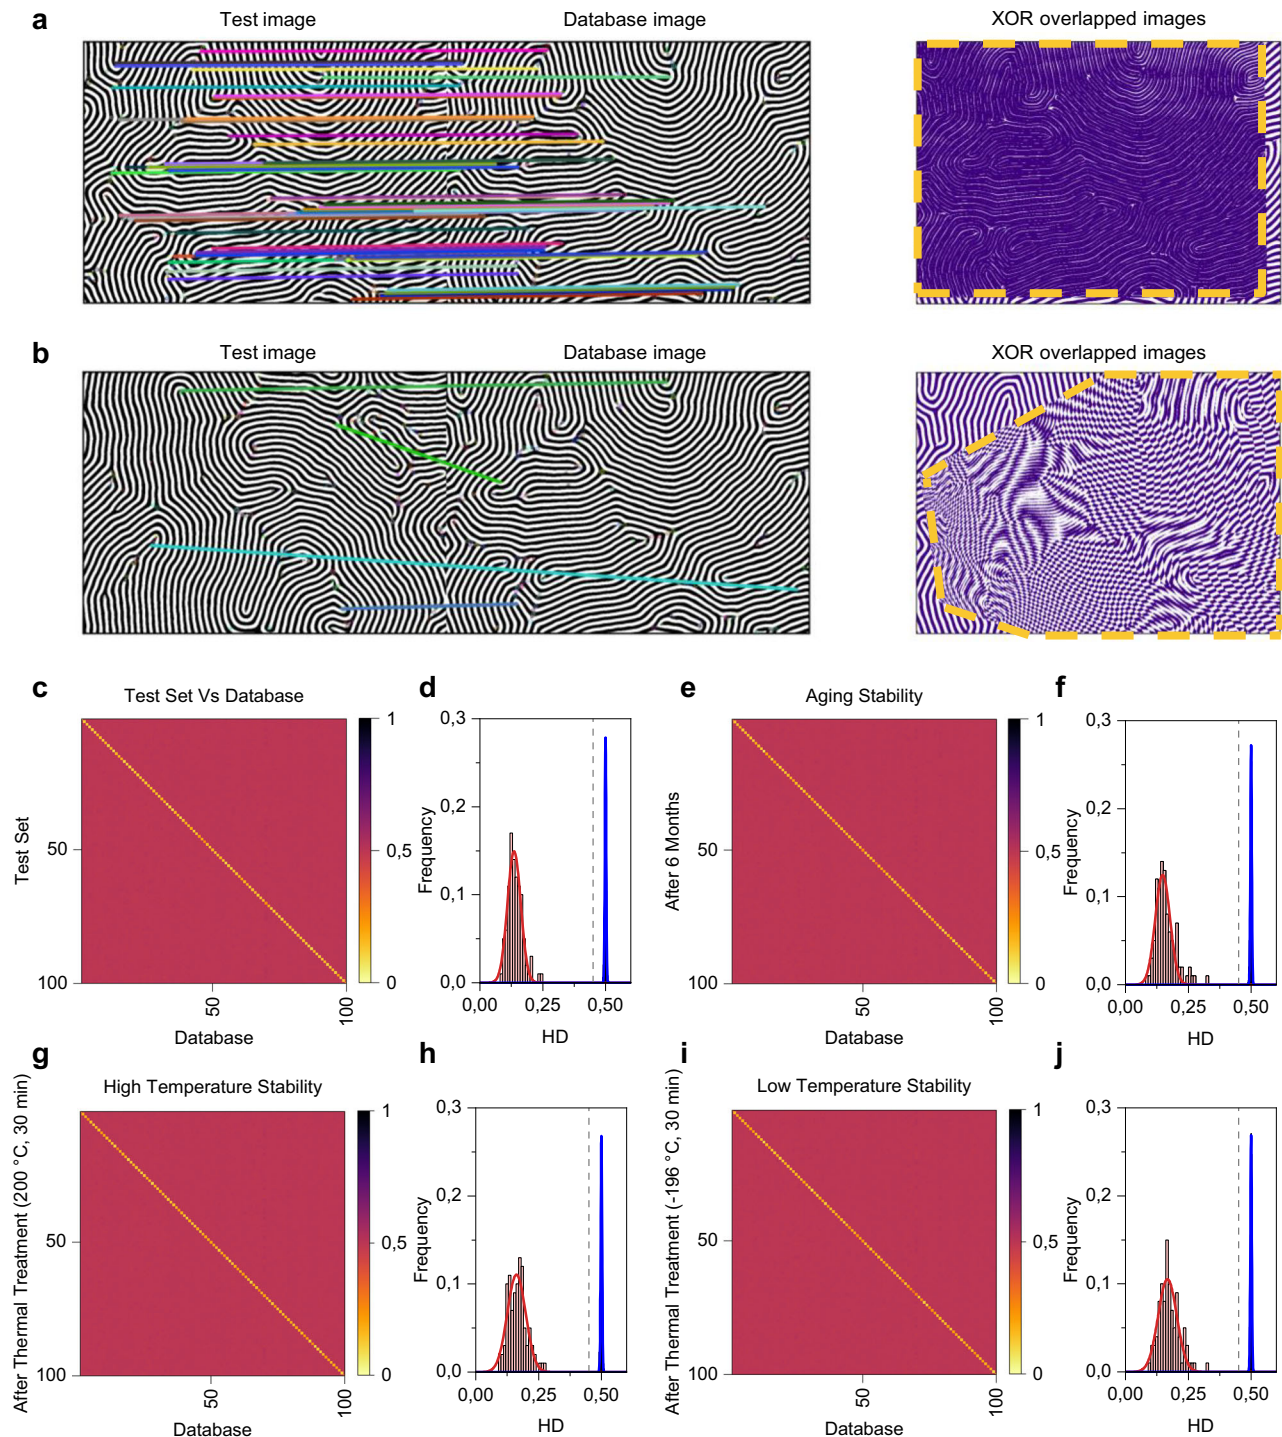 a
Test image
Database image
XOR overlapped images
b
Test image
Database image
XOR overlapped images
c
Test Set Vs Database
Test Set
50
100
50
100
Database
1
0,5
0
d
Frequency
0,3
0,2
0,1
0,0
0,00
0,25
0,50
HD
e
Aging Stability
After 6 Months
50
100
50
100
Database
1
0,5
0
f
Frequency
0,3
0,2
0,1
0,0
0,00
0,25
0,50
HD
g
High Temperature Stability
After Thermal Treatment (200 °C, 30 min)
50
100
50
100
Database
1
0,5
0
h
Frequency
0,3
0,2
0,1
0,0
0,00
0,25
0,50
HD
i
Low Temperature Stability
After Thermal Treatment (-196 °C, 30 min)
50
100
50
100
Database
1
0,5
0
j
Frequency
0,3
0,2
0,1
0,0
0,00
0,25
0,50
HD